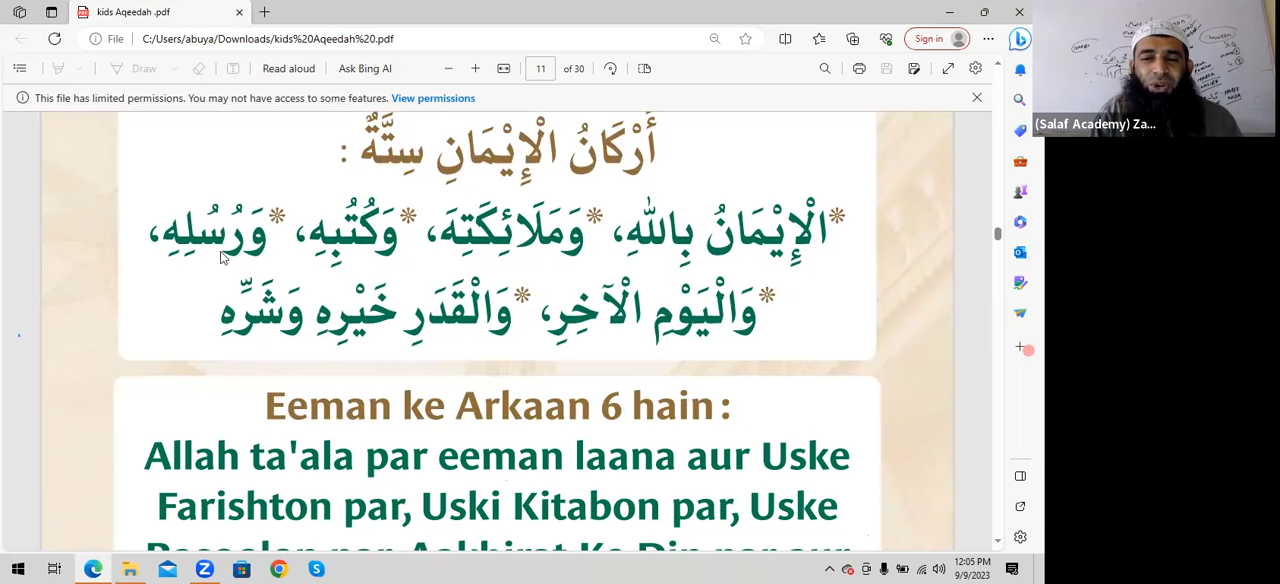 kids Aqeedah .pdf
File
C:/Users/abuya/Downloads/kids%20Aqeedah%20.pdf
Sign in
Draw
Read aloud
Ask Bing AI
11
of 30
This file has limited permissions. You may not have access to some features. View permissions
(Salaf Academy) Za...
أَرْكَانُ الْإِيْمَانِ سِتَّةٌ :
*الْإِيْمَانُ بِاللهِ، *وَمَلَائِكَتِهَ، *وَكُتُبِهِ، *وَرُسُلِهِ،
*وَالْيَوْمِ الْآخِرِ، *وَالْقَدَرِ خَيْرِهِ وَشَرِّهِ
Eeman ke Arkaan 6 hain :
Allah ta'ala par eeman laana aur Uske
Farishton par, Uski Kitabon par, Uske
12:05 PM
9/9/2023